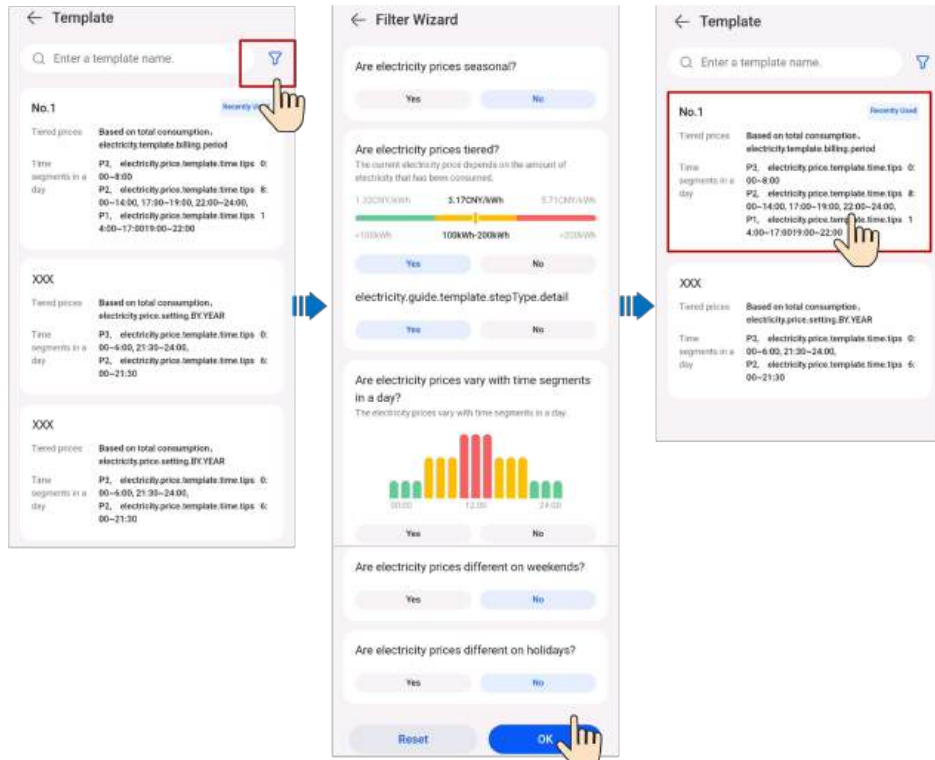 ← Template
Enter a template name.
No.1
Recently U
Tiered prices Based on total consumption,
electricity.template.billing.period
Time P3, electricity.price.template.time.tips 0:
segments in a 00~8:00
day P2, electricity.price.template.time.tips 8:
00~14:00, 17:00~19:00, 22:00~24:00,
P1, electricity.price.template.time.tips 1
4:00~17:0019:00~22:00
XXX
Tiered prices Based on total consumption,
electricity.price.setting.BY.YEAR
Time P3, electricity.price.template.time.tips 0:
segments in a 00~6:00, 21:30~24:00,
day P2, electricity.price.template.time.tips 6:
00~21:30
XXX
Tiered prices Based on total consumption,
electricity.price.setting.BY.YEAR
Time P3, electricity.price.template.time.tips 0:
segments in a 00~6:00, 21:30~24:00,
day P2, electricity.price.template.time.tips 6:
00~21:30
← Filter Wizard
Are electricity prices seasonal?
Yes No
Are electricity prices tiered?
The current electricity price depends on the amount of
electricity that has been consumed.
3.17CNY/kWh 5.71CNY/kWh
100kWh-200kWh
Yes No
electricity.guide.template.stepType.detail
Yes No
Are electricity prices vary with time segments
in a day?
The electricity prices vary with time segments in a day.
00:00 12:00 24:00
Yes No
Are electricity prices different on weekends?
Yes No
Are electricity prices different on holidays?
Yes No
Reset OK
← Template
Enter a template name.
No.1
Recently Used
Tiered prices Based on total consumption,
electricity.template.billing.period
Time P3, electricity.price.template.time.tips 0:
segments in a 00~8:00
day P2, electricity.price.template.time.tips 8:
00~14:00, 17:00~19:00, 22:00~24:00,
P1, electricity.price.template.time.tips 1
4:00~17:0019:00~22:00
XXX
Tiered prices Based on total consumption,
electricity.price.setting.BY.YEAR
Time P3, electricity.price.template.time.tips 0:
segments in a 00~6:00, 21:30~24:00,
day P2, electricity.price.template.time.tips 6:
00~21:30